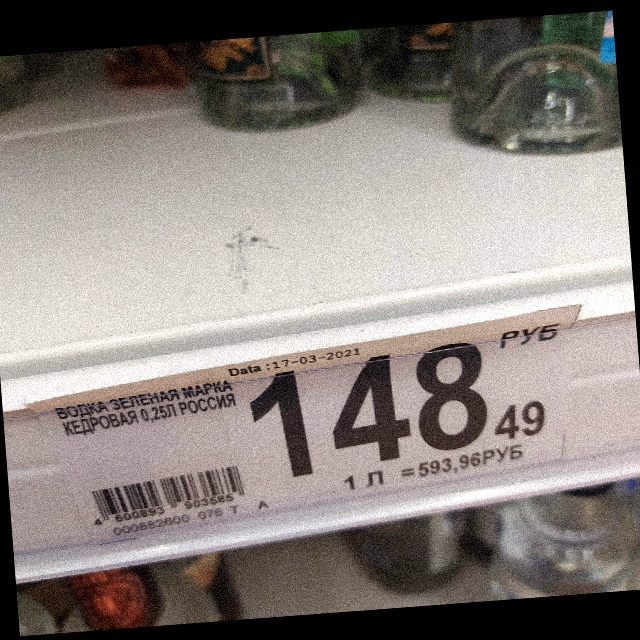 Data :17-03-2021
ВОДКА ЗЕЛЕНАЯ МАРКА
КЕДРОВАЯ 0,25Л РОССИЯ
148 49 РУБ
1 Л =593,96РУБ